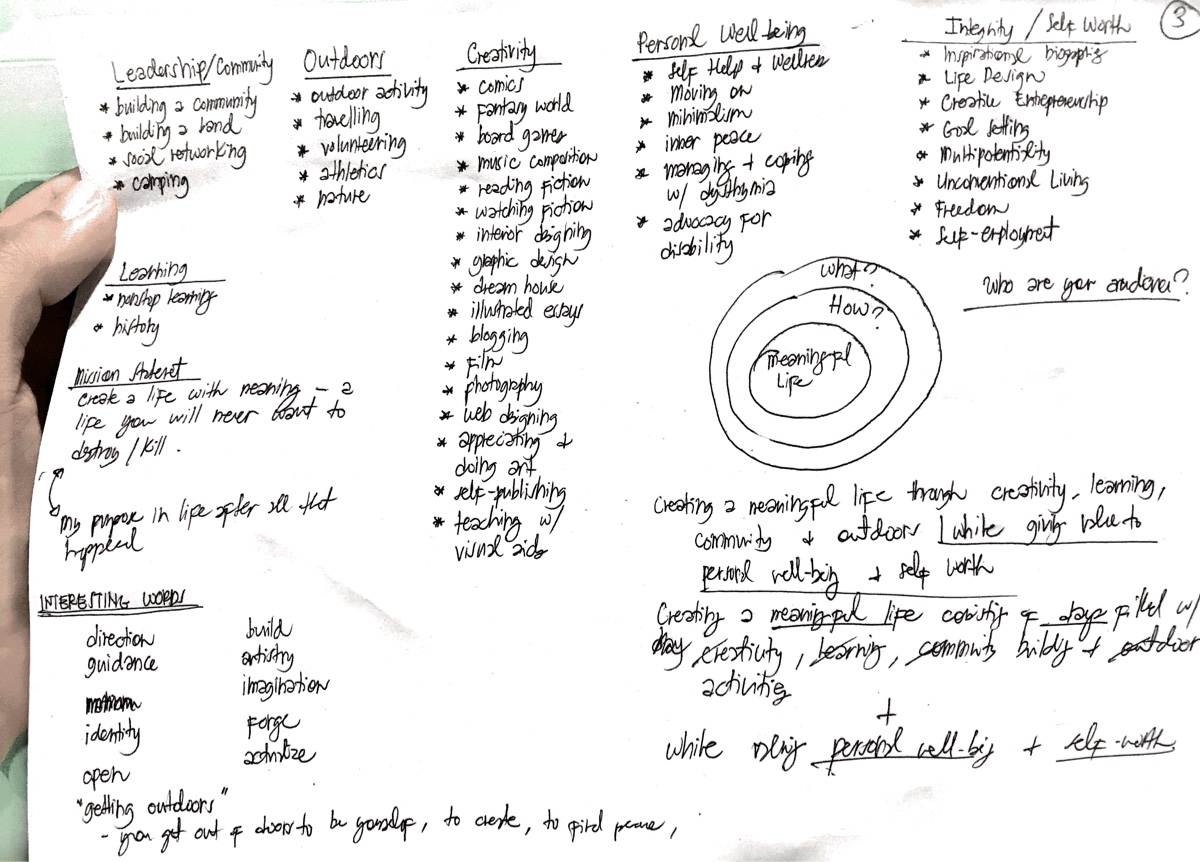 3
Leadership/Community
* building a community
* building a band
* social networking
* camping
Outdoors
* outdoor activity
* travelling
* volunteering
* athletics
* nature
Creativity
* comics
* fantasy world
* board games
* music composition
* reading fiction
* watching fiction
* interior designing
* graphic design
* dream house
* illustrated essays
* blogging
* Film
* photography
* web designing
* appreciating &
doing art
* self-publishing
* teaching w/
visual aids
Personal Well being
* Self Help + Wellness
* Moving on
* minimalism
* inner peace
* managing + coping
w/ dysthymia
* advocacy for
disability
Integrity / Self Worth
* Inspirational biographies
* Life Design
* Creative Entrepreneurship
* Goal Setting
* Multipotentiality
* Unconventional Living
* Freedom
* Self-employment
Learning
* nonstop learning
* history
Mission Statement
create a life with meaning – a
life you will never want to
destroy / kill.
My purpose in life after all that
happened
What?
How?
Meaningful
Life
Who are your audience?
Creating a meaningful life through creativity, learning,
community + outdoors while giving value to
personal well-being + self worth
Creating a meaningful life consisting of days filled w/
creativity, learning, community building + outdoor
activities
+
while valuing personal well-being + self-worth
INTERESTING WORDS
direction
guidance
identity
open
build
artistry
imagination
Forge
actualize
"getting outdoors"
- you get out of doors to be yourself, to create, to find peace,